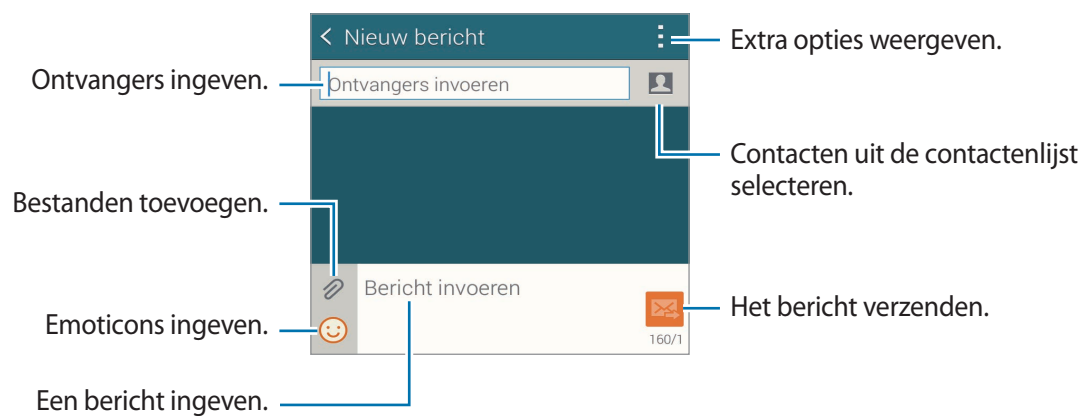 Nieuw bericht
Extra opties weergeven.
Ontvangers ingeven.
Ontvangers invoeren
Contacten uit de contactenlijst
selecteren.
Bestanden toevoegen.
Bericht invoeren
Het bericht verzenden.
Emoticons ingeven.
160/1
Een bericht ingeven.